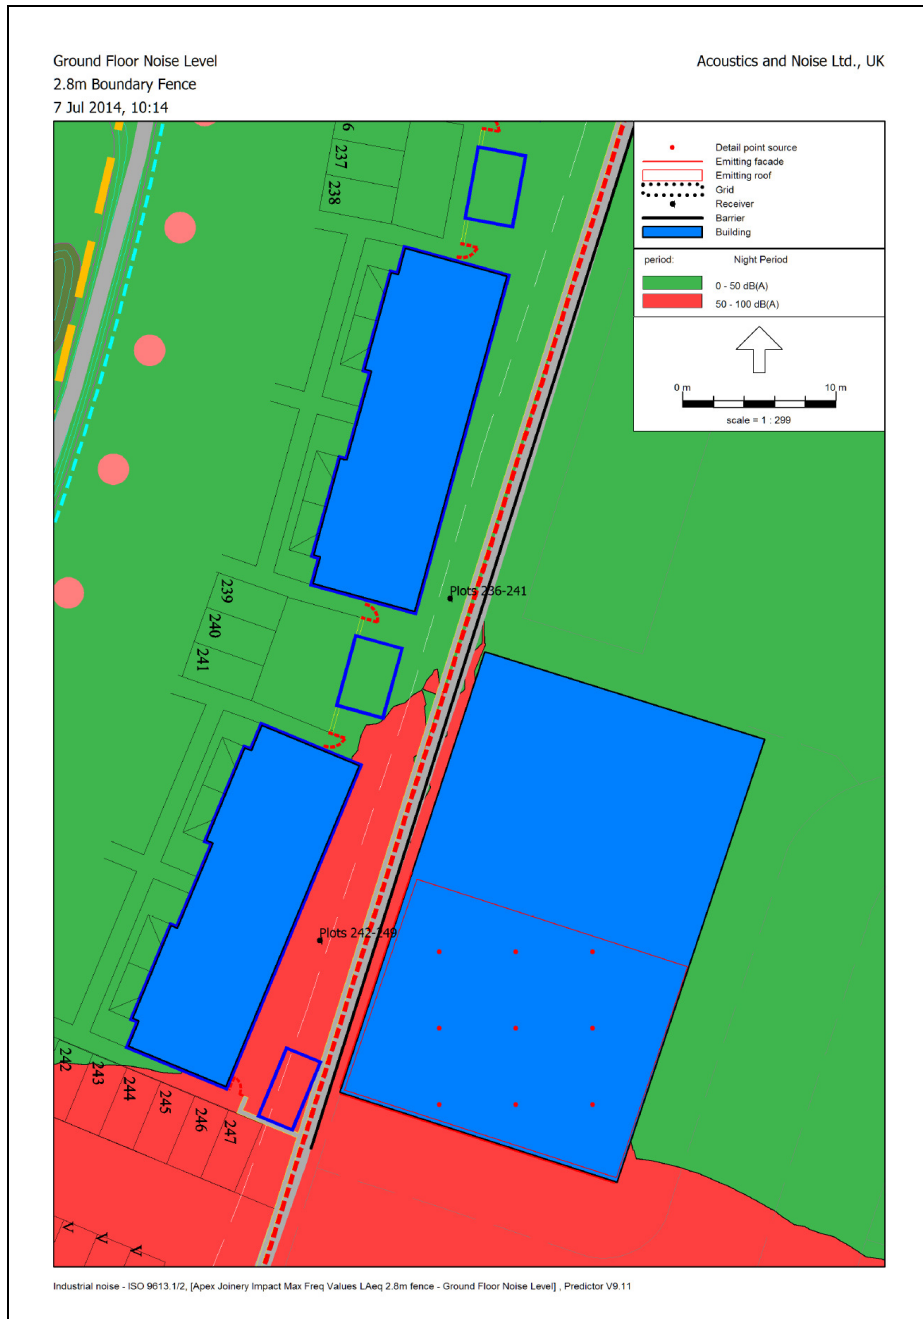 Ground Floor Noise Level
Acoustics and Noise Ltd., UK
2.8m Boundary Fence
7 Jul 2014, 10:14
Detail point source
Emitting facade
Emitting roof
Grid
Receiver
Barrier
Building
period:
Night Period
0 - 50 dB(A)
50 - 100 dB(A)
0 m
10 m
scale = 1 : 299
6
237
238
239
240
241
Plots 236-241
Plots 242-249
242
243
244
245
246
247
V
V
V
Industrial noise - ISO 9613.1/2, [Apex Joinery Impact Max Freq Values LAeq 2.8m fence - Ground Floor Noise Level] , Predictor V9.11